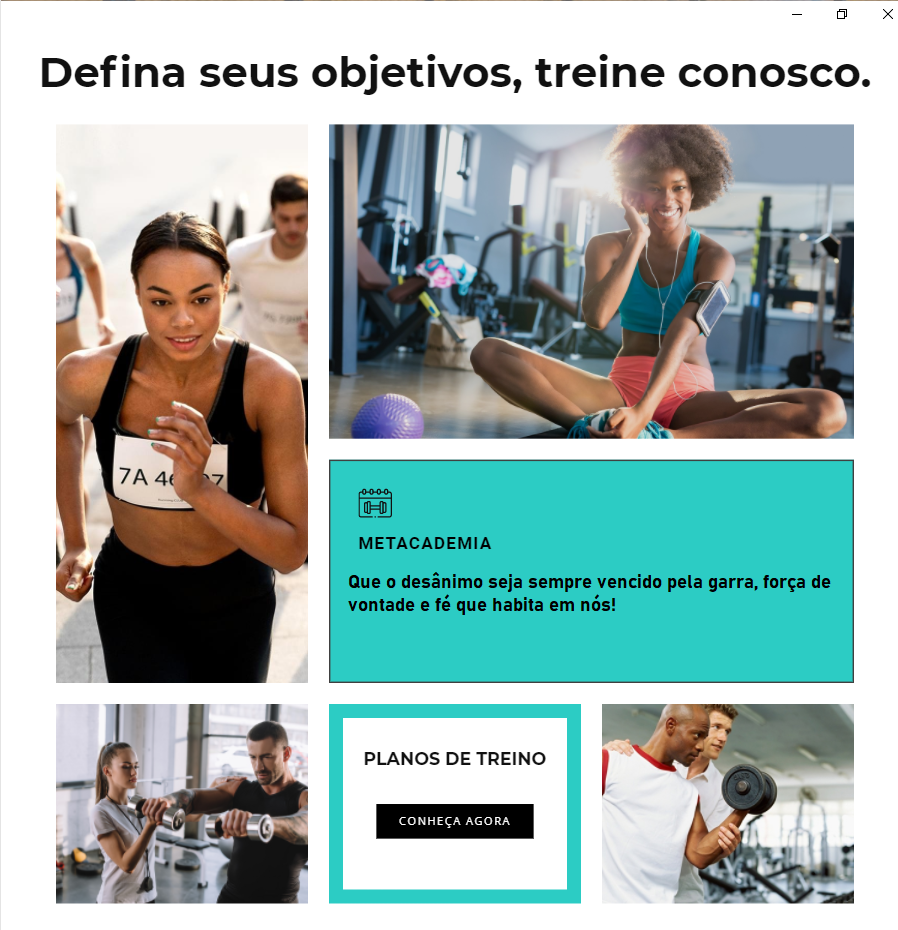 Defina seus objetivos, treine conosco.
METACADEMIA
Que o desânimo seja sempre vencido pela garra, força de
vontade e fé que habita em nós!
PLANOS DE TREINO
CONHEÇA AGORA
7A